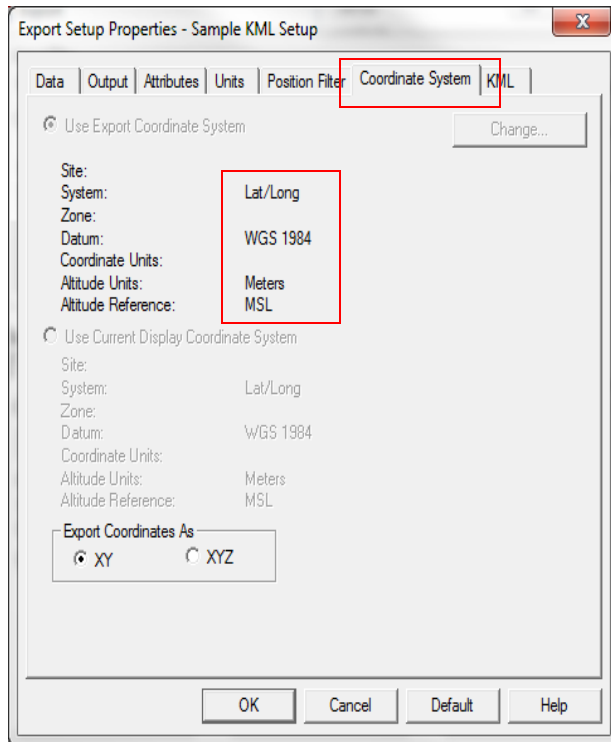 Export Setup Properties - Sample KML Setup
Data Output Attributes Units Position Filter Coordinate System KML
Use Export Coordinate System Change...
Site:
System: Lat/Long
Zone:
Datum: WGS 1984
Coordinate Units:
Altitude Units: Meters
Altitude Reference: MSL
Use Current Display Coordinate System
Site:
System: Lat/Long
Zone:
Datum: WGS 1984
Coordinate Units:
Altitude Units: Meters
Altitude Reference: MSL
Export Coordinates As
XY XYZ
OK Cancel Default Help